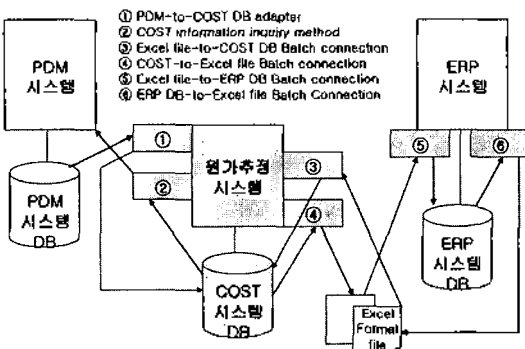 ① PDM-to-COST DB adapter
② COST information inquiry method
③ Excel file-to-COST DB Batch connection
④ COST-to-Excel file Batch connection
⑤ Excel file-to-ERP DB Batch connection
⑥ ERP DB-to-Excel file Batch Connection
PDM
시스템
ERP
시스템
①
②
원가추정
시스템
③
④
⑤
⑥
PDM
시스템
DB
COST
시스템
DB
ERP
시스템
DB
Excel
Format
file